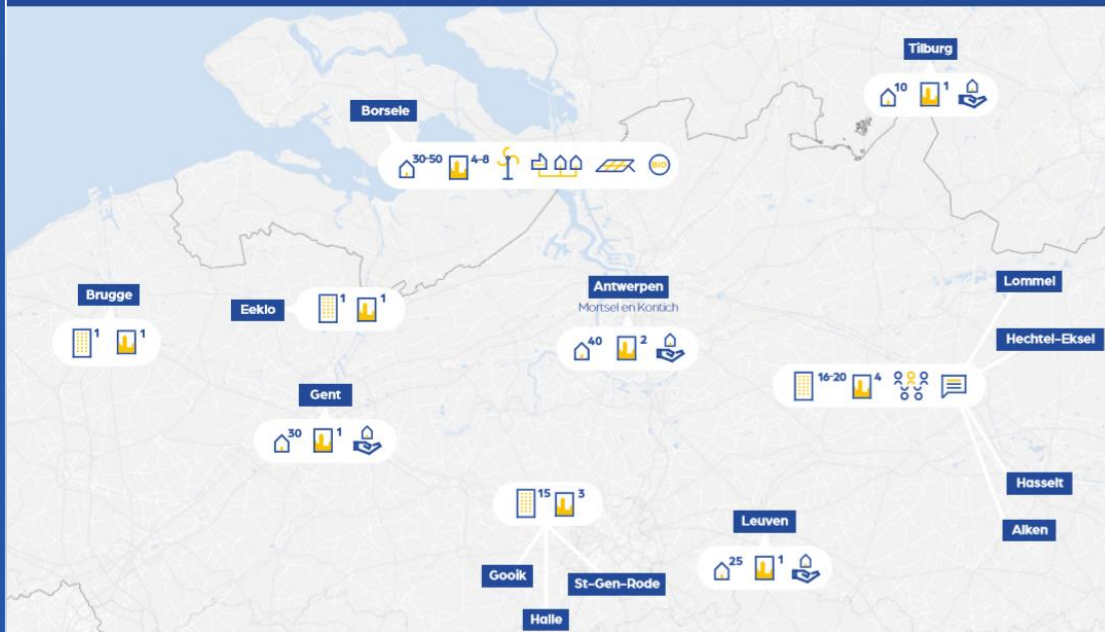 Tilburg
10 1
Borsele
30-50 4-8 BIO
Lommel
Brugge
1 1
Eeklo
1 1
Antwerpen
Mortsel en Kontich
40 2
Hechtel-Eksel
16-20 4
Gent
30 1
Hasselt
15 3
Leuven
Alken
25 1
Gooik
St-Gen-Rode
Halle